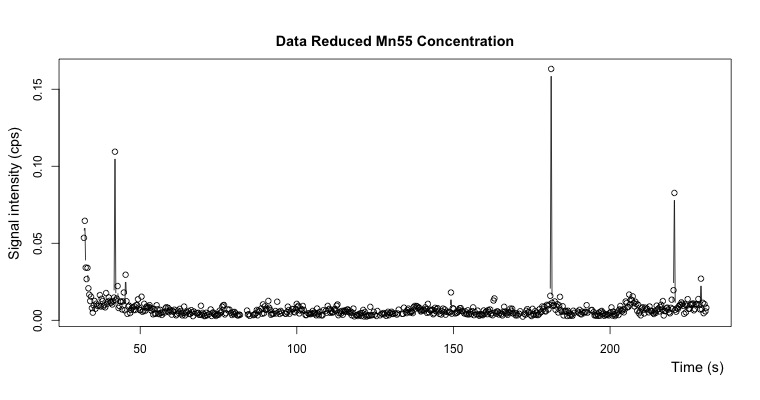 Data Reduced Mn55 Concentration
Signal intensity (cps)
0.15
0.10
0.05
0.00
50 100 150 200
Time (s)